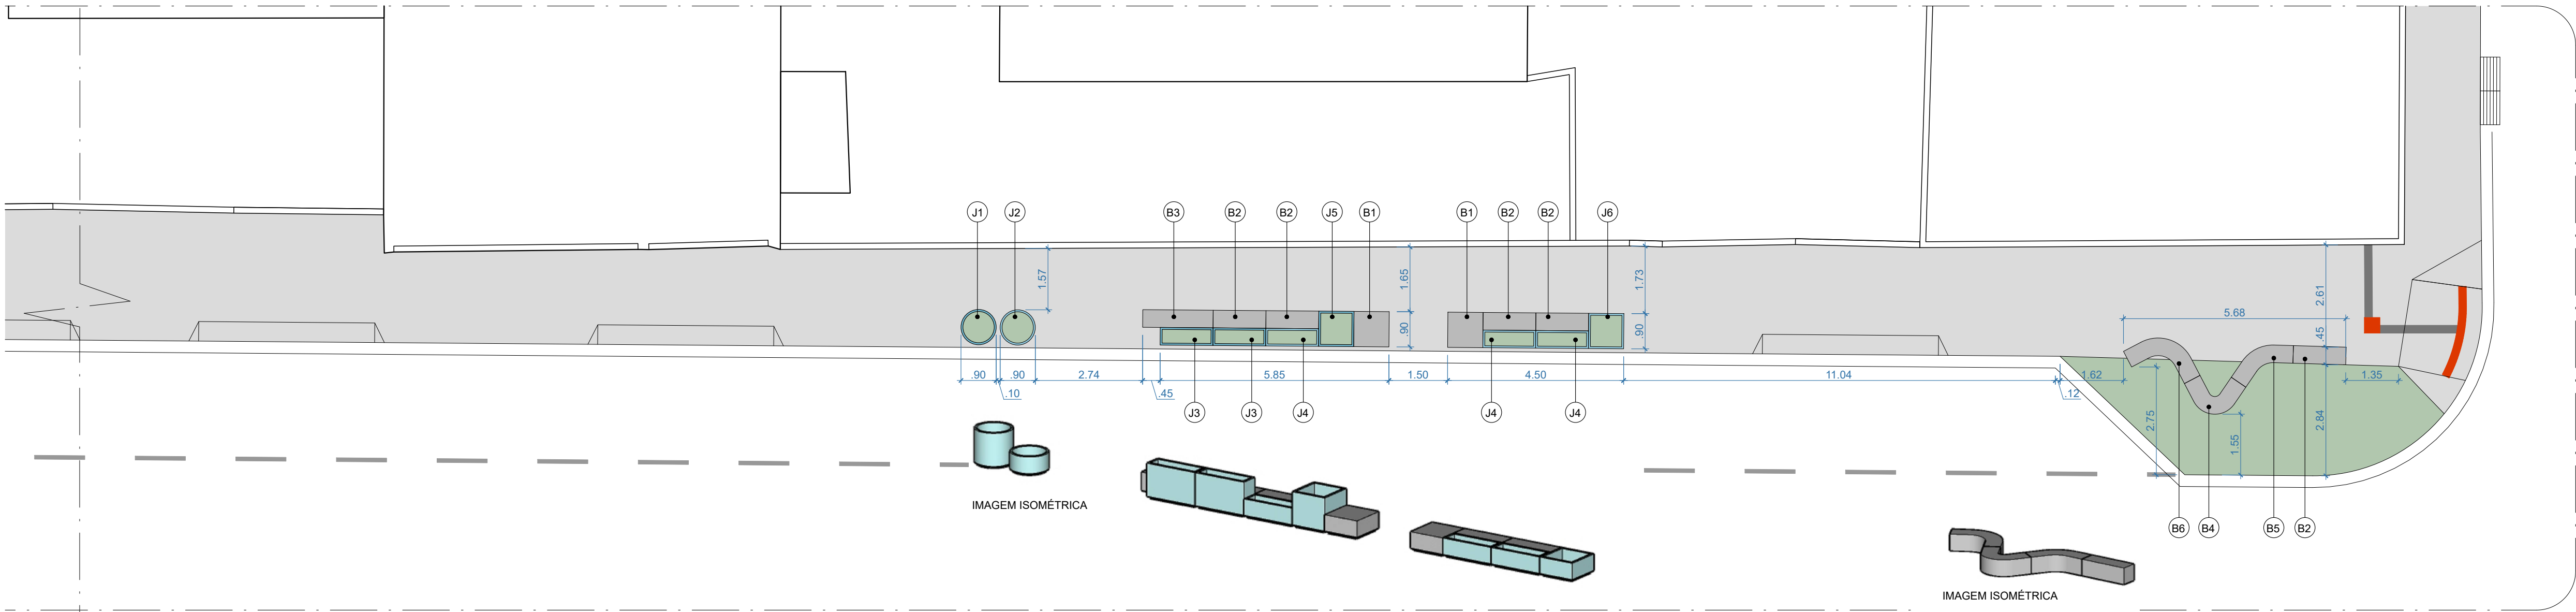 J1 J2 B3 B2 B2 J5 B1 B1 B2 B2 J6
1.57 1.65 1.73 2.61
5.68
.90 .90 .45
.90 .90 2.74 5.85 1.50 4.50 11.04 1.62 1.35
.10 .45 .12
J3 J3 J4 J4 J4
2.75 1.55 2.84
IMAGEM ISOMÉTRICA
B6 B4 B5 B2
IMAGEM ISOMÉTRICA